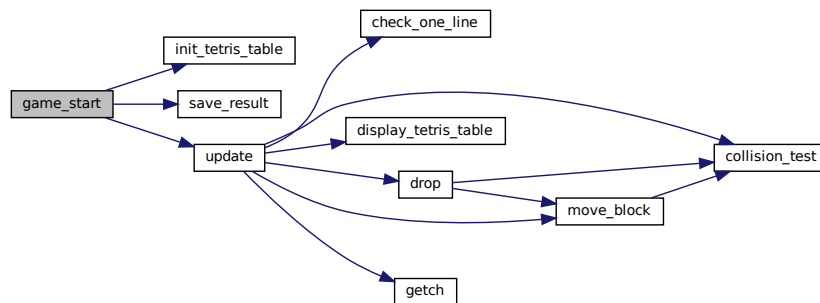 check_one_line
init_tetris_table
game_start
save_result
display_tetris_table
update
collision_test
drop
move_block
getch